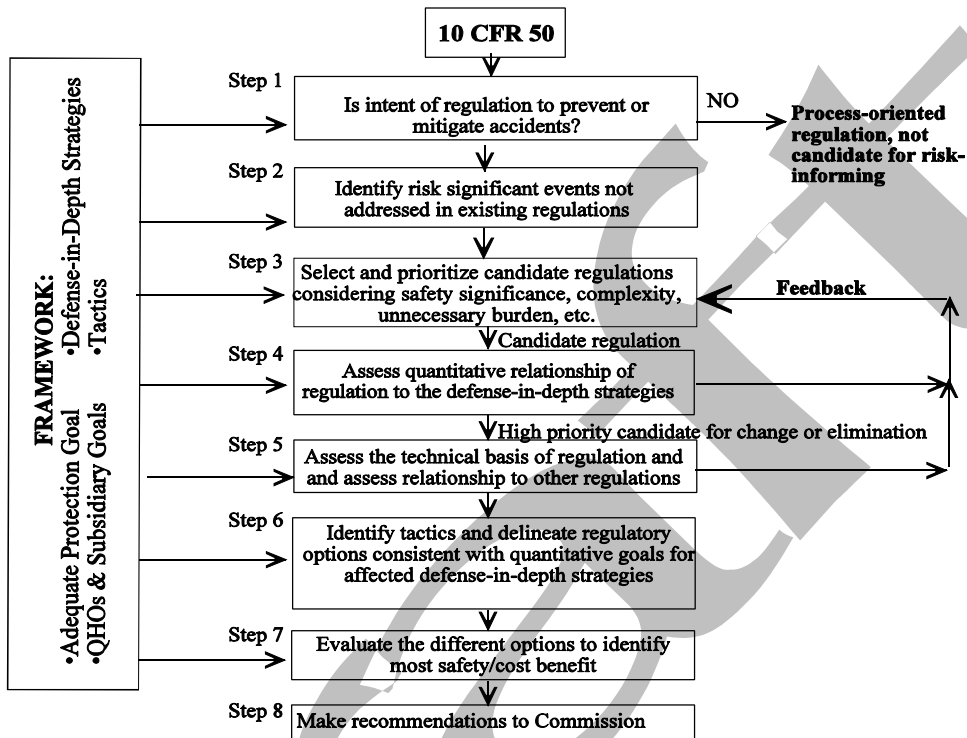 10 CFR 50
FRAMEWORK:
•Adequate Protection Goal •Defense-in-Depth Strategies
•QHOs & Subsidiary Goals •Tactics
Step 1
Is intent of regulation to prevent or
mitigate accidents?
NO
Process-oriented
regulation, not
candidate for risk-
informing
Step 2
Identify risk significant events not
addressed in existing regulations
Step 3
Select and prioritize candidate regulations
considering safety significance, complexity,
unnecessary burden, etc.
Feedback
Candidate regulation
Step 4
Assess quantitative relationship of
regulation to the defense-in-depth strategies
High priority candidate for change or elimination
Step 5
Assess the technical basis of regulation and
and assess relationship to other regulations
Step 6
Identify tactics and delineate regulatory
options consistent with quantitative goals for
affected defense-in-depth strategies
Step 7
Evaluate the different options to identify
most safety/cost benefit
Step 8
Make recommendations to Commission